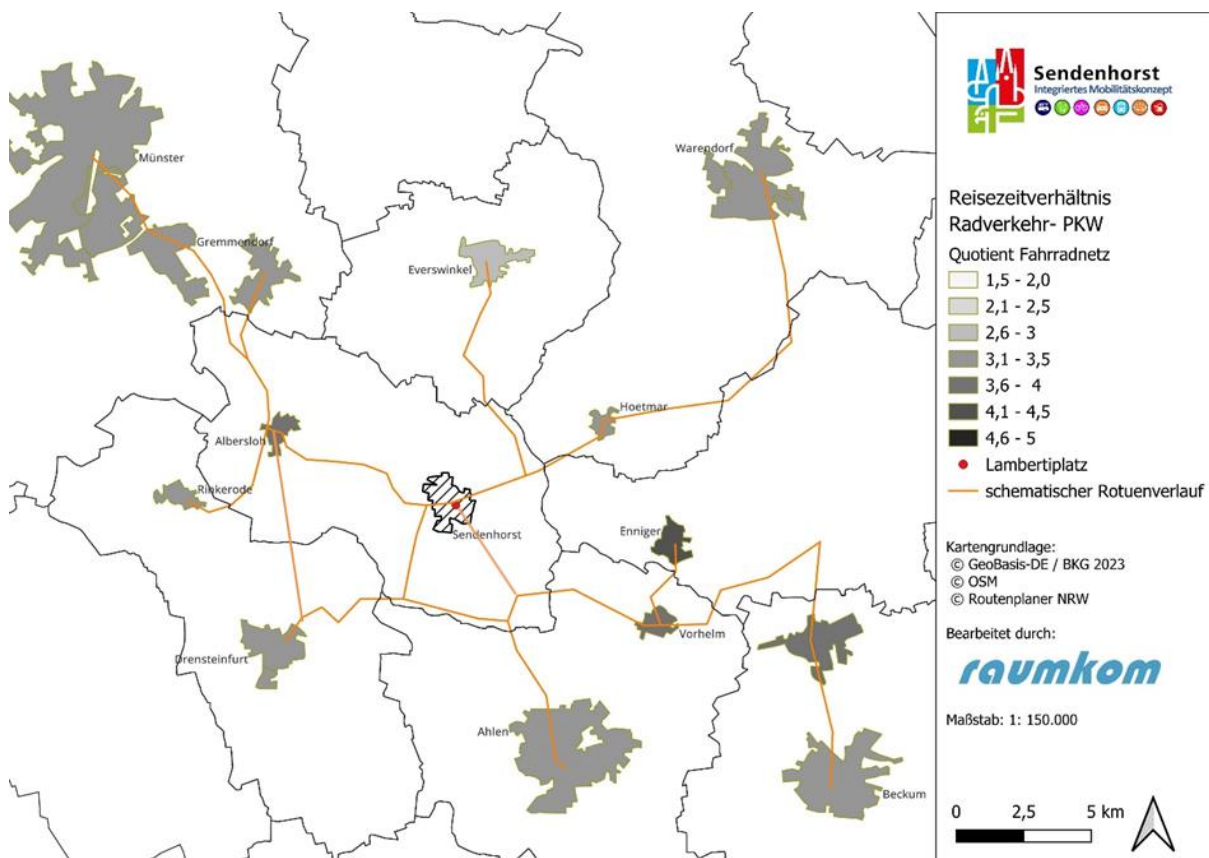 Münster
Gremmendorf
Everswinkel
Warendorf
Albersloh
Rinkerode
Hoetmar
Sendenhorst
Enniger
Vorhelm
Drensteinfurt
Ahlen
Beckum
Sendenhorst
Integriertes Mobilitätskonzept
Reisezeitverhältnis
Radverkehr- PKW
Quotient Fahrradnetz
1,5 - 2,0
2,1 - 2,5
2,6 - 3
3,1 - 3,5
3,6 - 4
4,1 - 4,5
4,6 - 5
Lambertiplatz
schematischer Rotuenverlauf
Kartengrundlage:
© GeoBasis-DE / BKG 2023
© OSM
© Routenplaner NRW
Bearbeitet durch:
raumkom
Maßstab: 1: 150.000
0 2,5 5 km